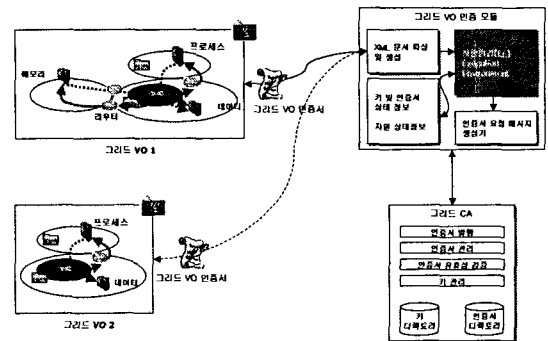 그리드 VO 인증 모듈
프로세스
메모리
라우터
데이터
그리드 VO 1
그리드 VO 인증서
XML 문서 파싱
및 생성
Execution
Environment
키 및 인증서
상태 정보
자원 상태정보
인증서 요청 메시지
생성기
프로세스
데이터
그리드 VO 2
그리드 VO 인증서
그리드 CA
인증서 발행
인증서 관리
인증서 유효성 검증
키 관리
키
디렉토리
인증서
디렉토리